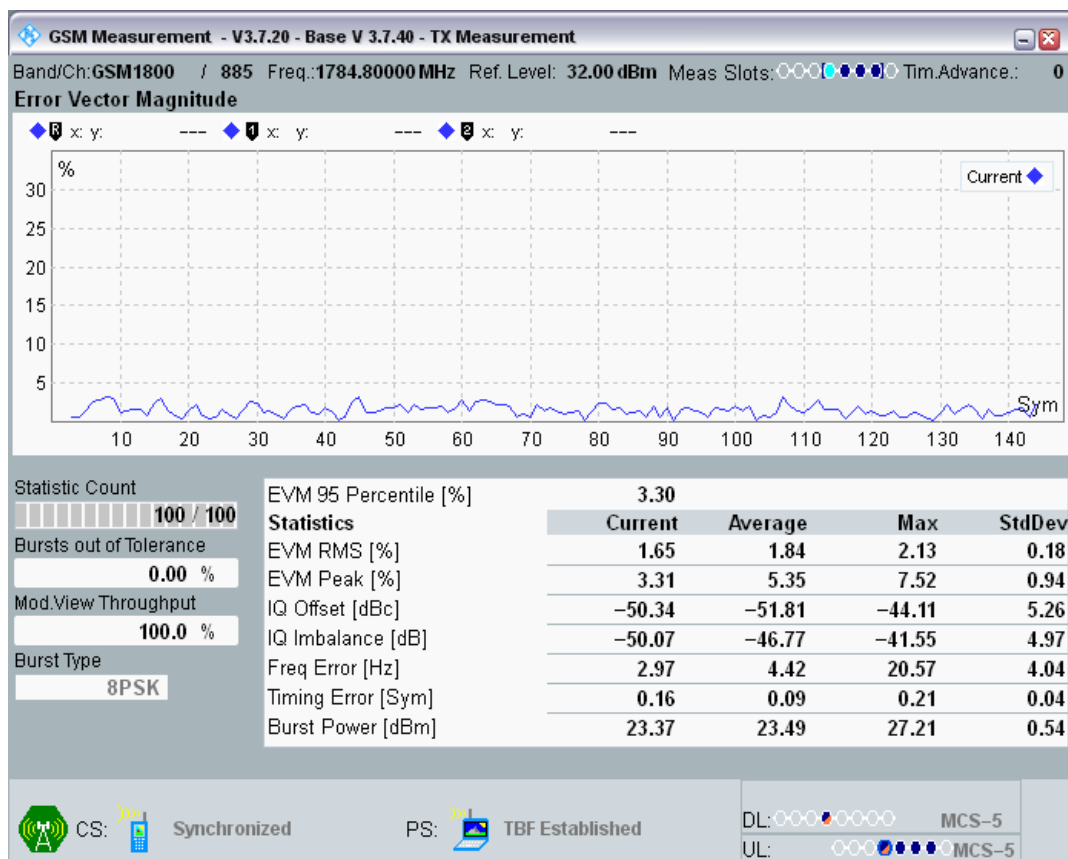 GSM Measurement - V3.7.20 - Base V 3.7.40 - TX Measurement
Band/Ch:GSM1800 / 885 Freq.:1784.80000 MHz Ref. Level: 32.00 dBm Meas Slots: Tim.Advance.: 0
Error Vector Magnitude
R x: y: --- 1 x: y: --- 2 x: y: ---
%
Current
30
25
20
15
10
5
Sym
10 20 30 40 50 60 70 80 90 100 110 120 130 140
Statistic Count
100 / 100
Bursts out of Tolerance
0.00 %
Mod.View Throughput
100.0 %
Burst Type
8PSK
EVM 95 Percentile [%] 3.30
Statistics Current Average Max StdDev
EVM RMS [%] 1.65 1.84 2.13 0.18
EVM Peak [%] 3.31 5.35 7.52 0.94
IQ Offset [dBc] −50.34 −51.81 −44.11 5.26
IQ Imbalance [dB] −50.07 −46.77 −41.55 4.97
Freq Error [Hz] 2.97 4.42 20.57 4.04
Timing Error [Sym] 0.16 0.09 0.21 0.04
Burst Power [dBm] 23.37 23.49 27.21 0.54
CS: Synchronized PS: TBF Established
DL: MCS−5
UL: MCS−5